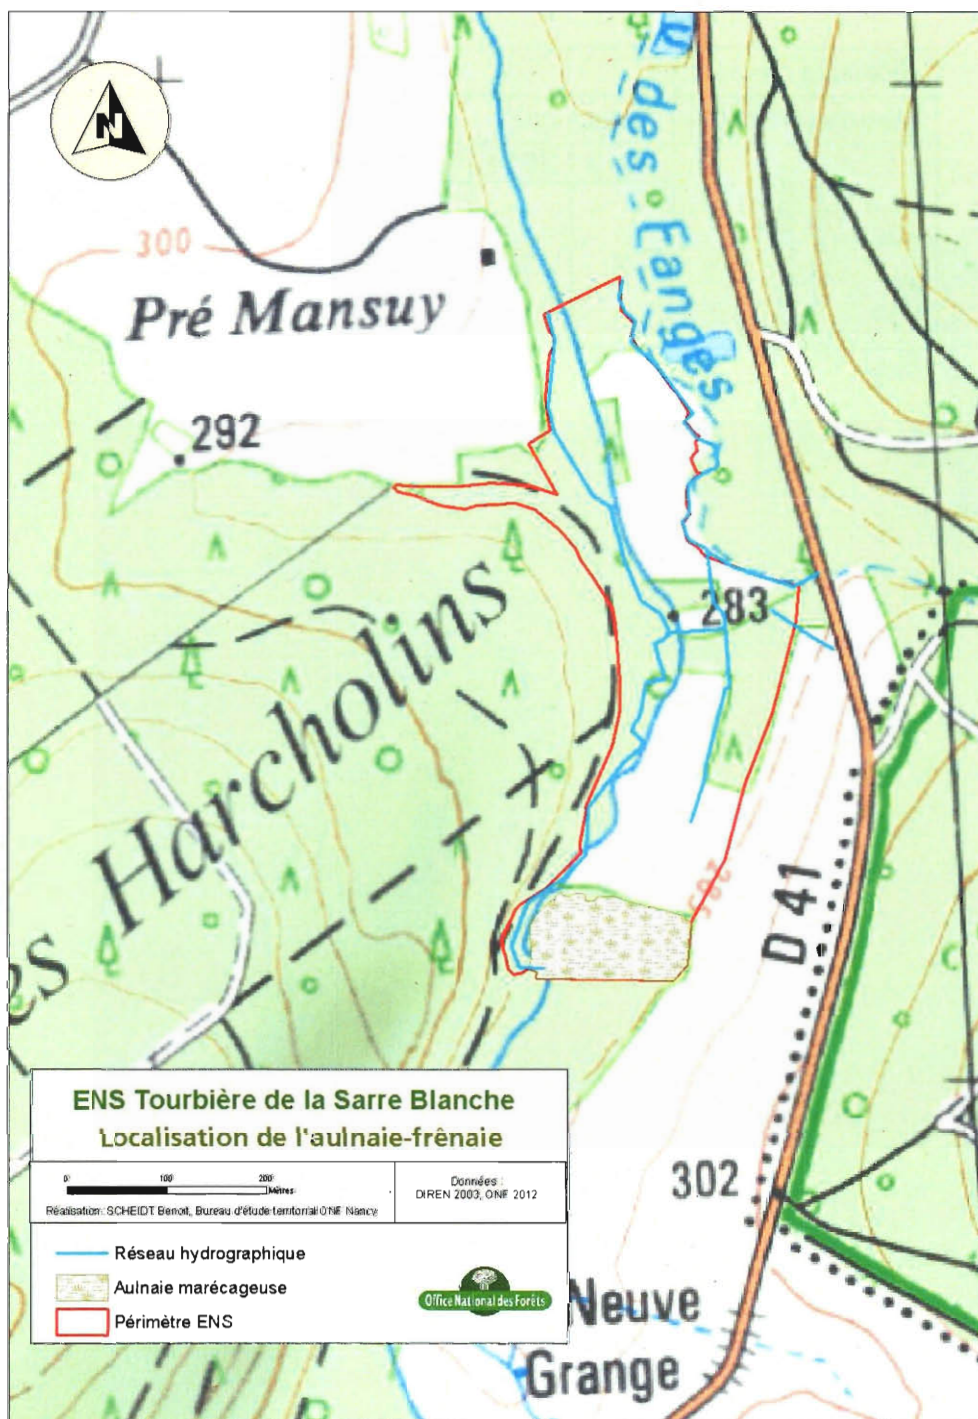 N
des Fanges
300
Pré Mansuy
292
283
es Harcholins
285
D 41
302
Neuve
Grange
ENS Tourbière de la Sarre Blanche
Localisation de l'aulnaie-frênaie
0 100 200
Mètres
Réalisation: SCHEIDT Benoit, Bureau d'étude territorial ONF Nancy
Données :
DIREN 2003, ONF 2012
Réseau hydrographique
Aulnaie marécageuse
Périmètre ENS
Office National des Forêts